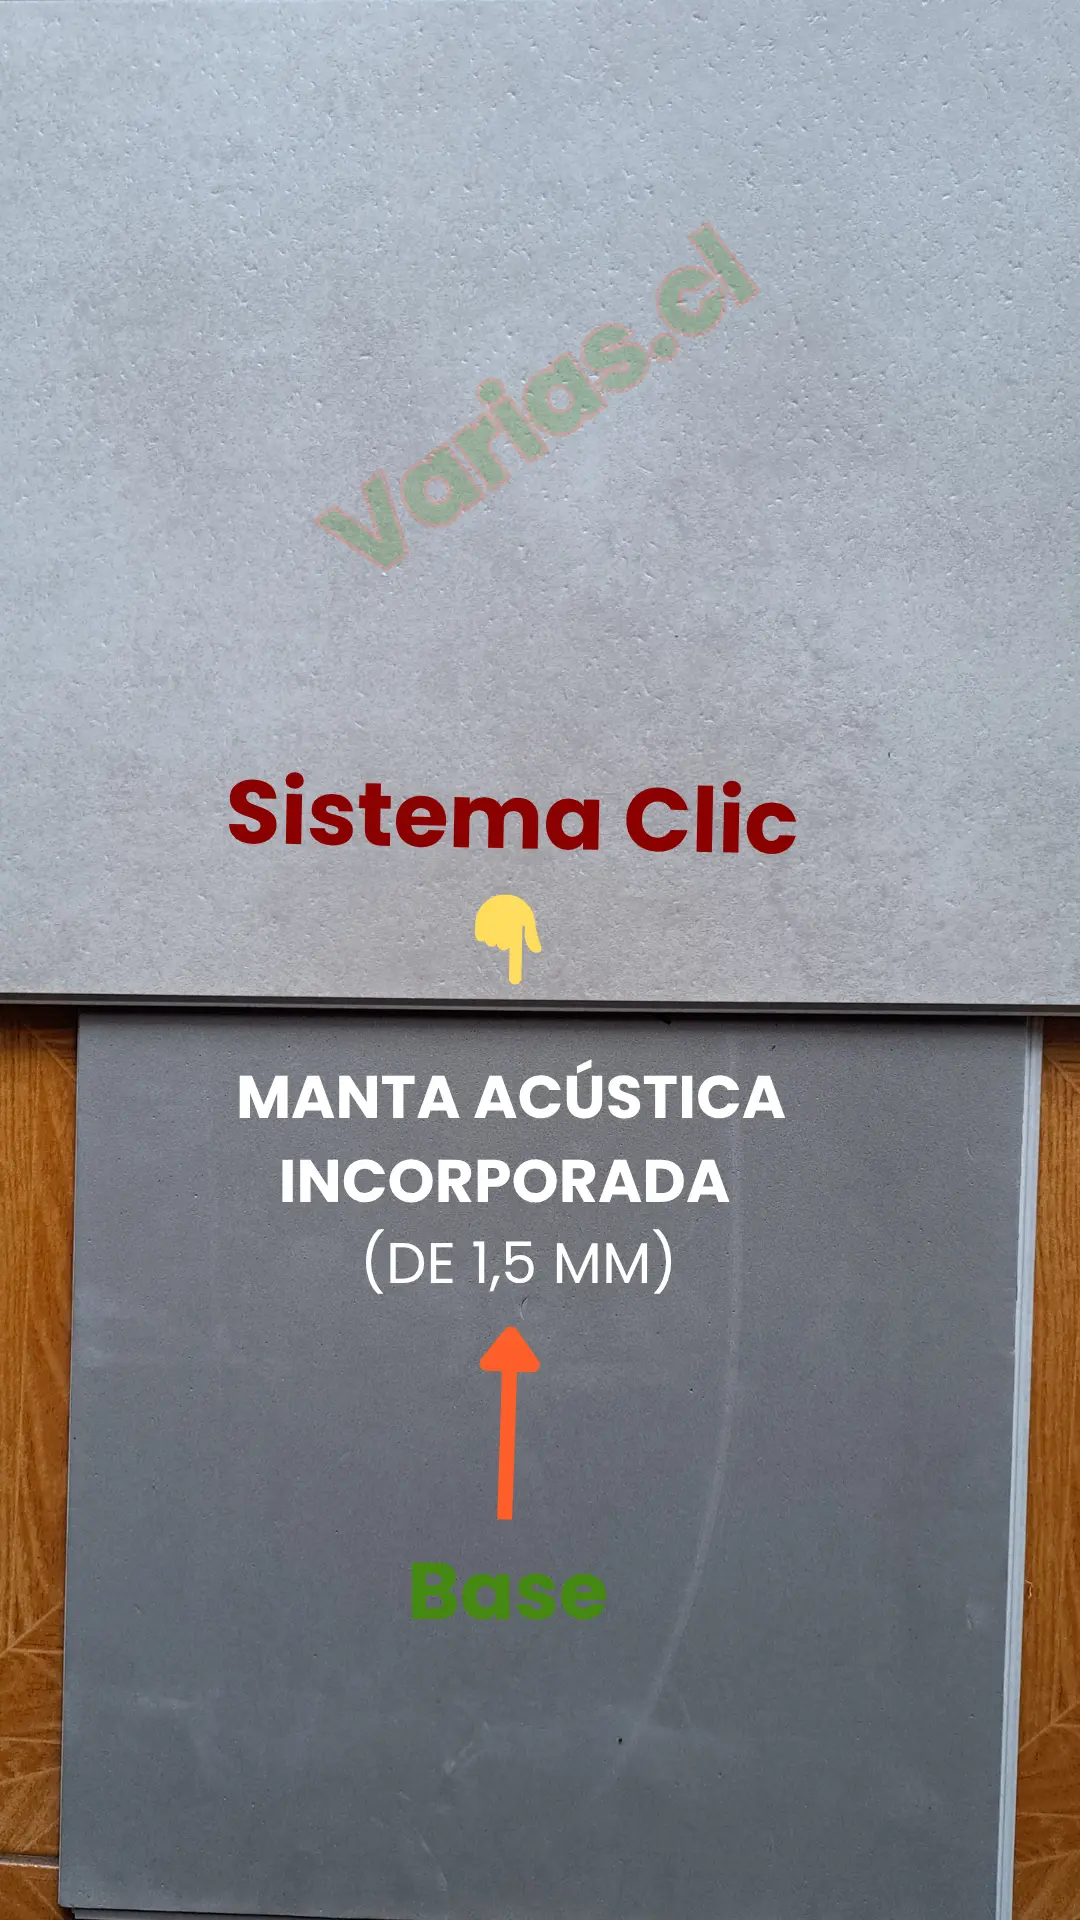 Varias.cl
Sistema Clic
MANTA ACÚSTICA
INCORPORADA
(DE 1,5 MM)
Base